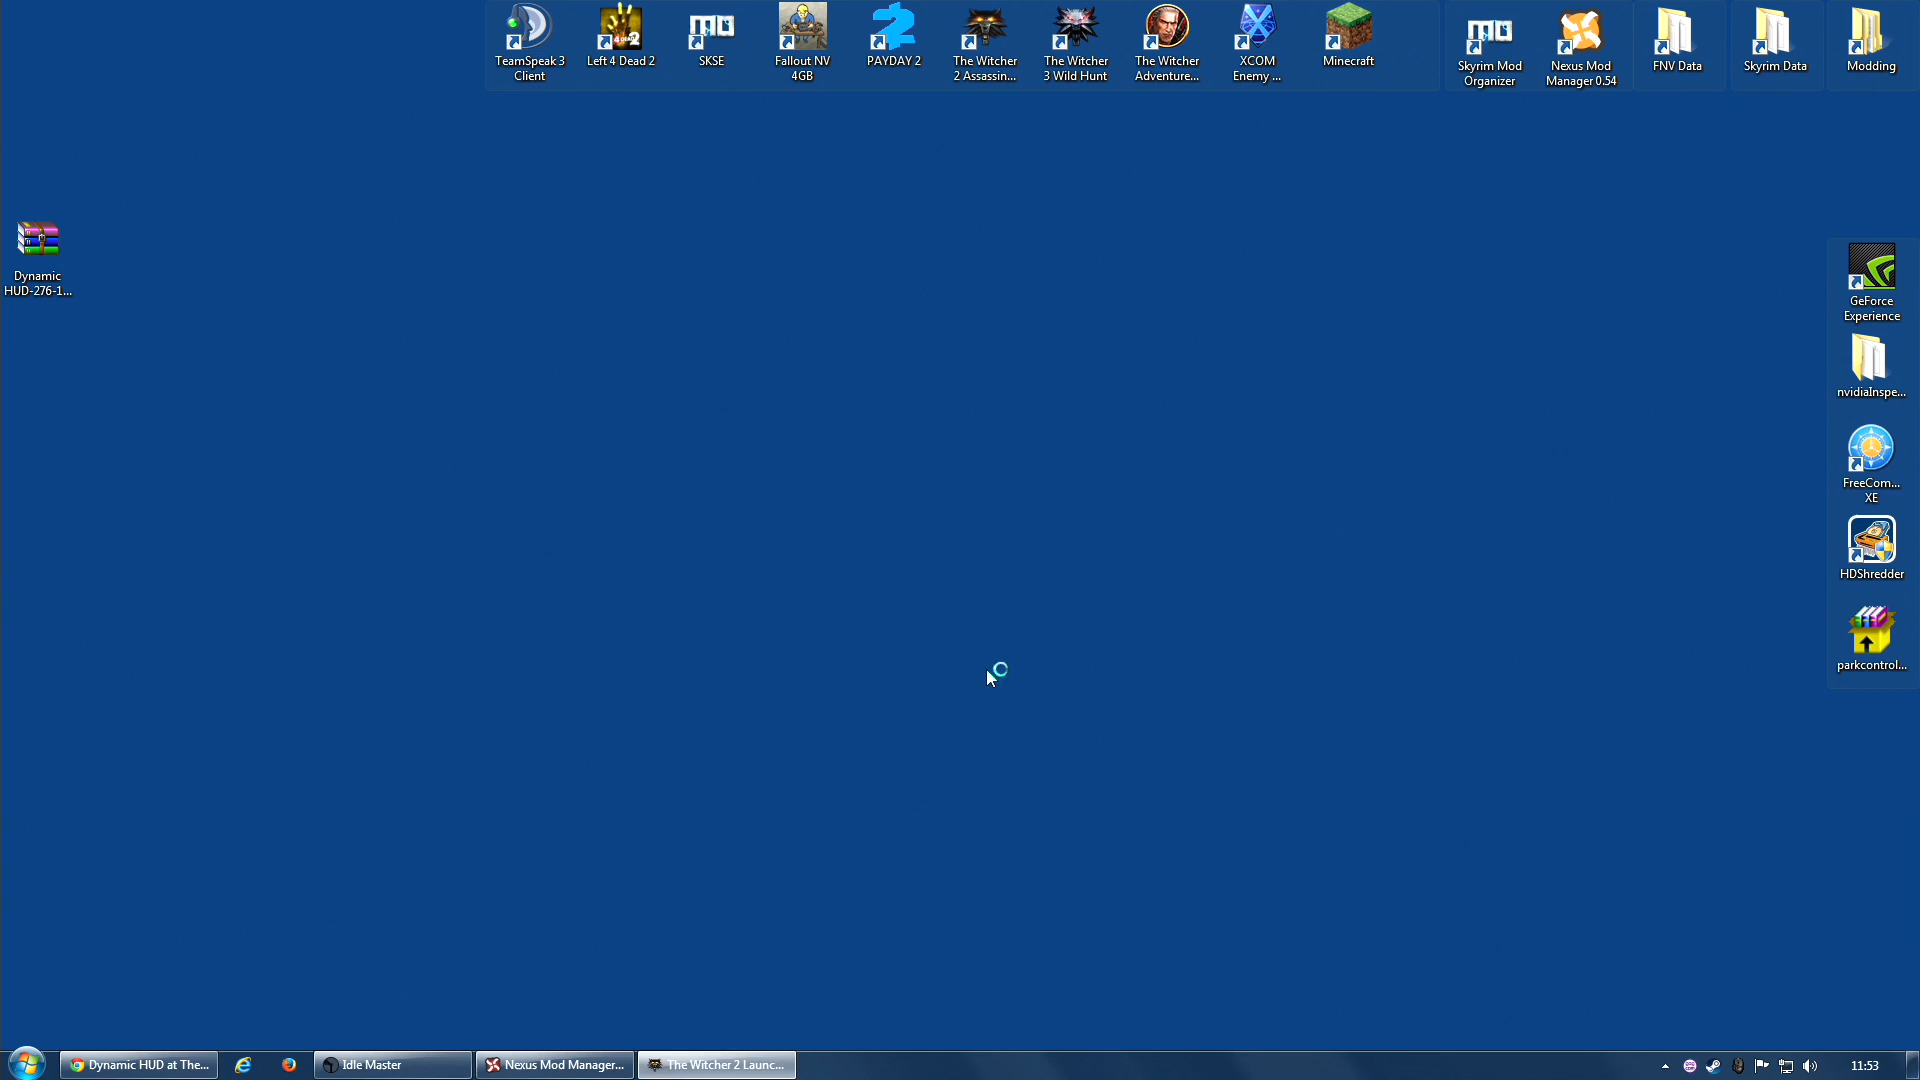 TeamSpeak 3
Client
Left 4 Dead 2
SKSE
Fallout NV
4GB
PAYDAY 2
The Witcher
2 Assassin...
The Witcher
3 Wild Hunt
The Witcher
Adventure...
XCOM
Enemy ...
Minecraft
Skyrim Mod
Organizer
Nexus Mod
Manager 0.54
FNV Data
Skyrim Data
Modding
Dynamic
HUD-276-1...
GeForce
Experience
nvidiaInspe...
FreeCom...
XE
HDShredder
parkcontrol...
Dynamic HUD at The...
Idle Master
Nexus Mod Manager...
The Witcher 2 Launc...
11:53